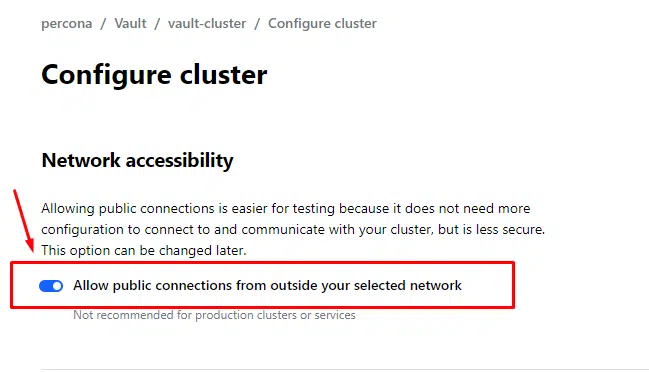 percona / Vault / vault-cluster / Configure cluster
Configure cluster
Network accessibility
Allowing public connections is easier for testing because it does not need more
configuration to connect to and communicate with your cluster, but is less secure.
This option can be changed later.
Allow public connections from outside your selected network
Not recommended for production clusters or services